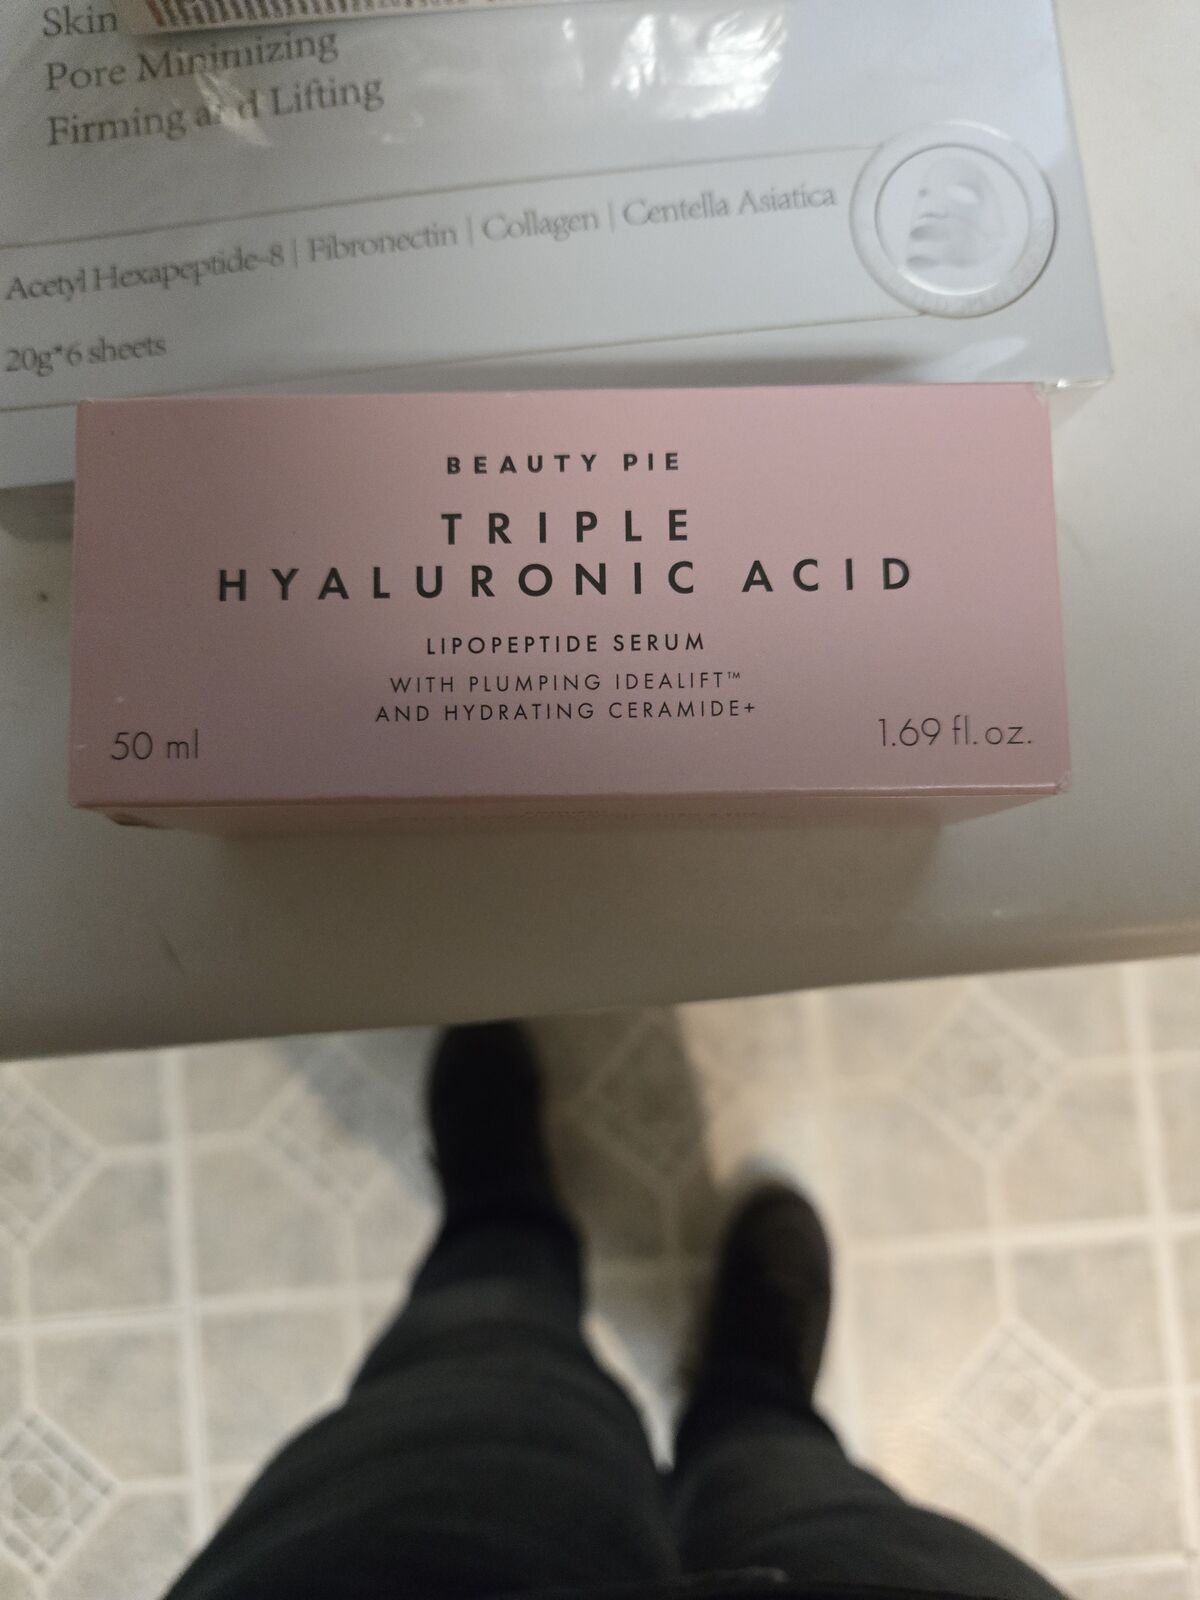 Skin
Pore Minimizing
Firming and Lifting
Acetyl Hexapeptide-8 | Fibronectin | Collagen | Centella Asiatica
20g*6 sheets
BEAUTY PIE
TRIPLE
HYALURONIC ACID
LIPOPEPTIDE SERUM
WITH PLUMPING IDEALIFT™
AND HYDRATING CERAMIDE+
50 ml
1.69 fl. oz.